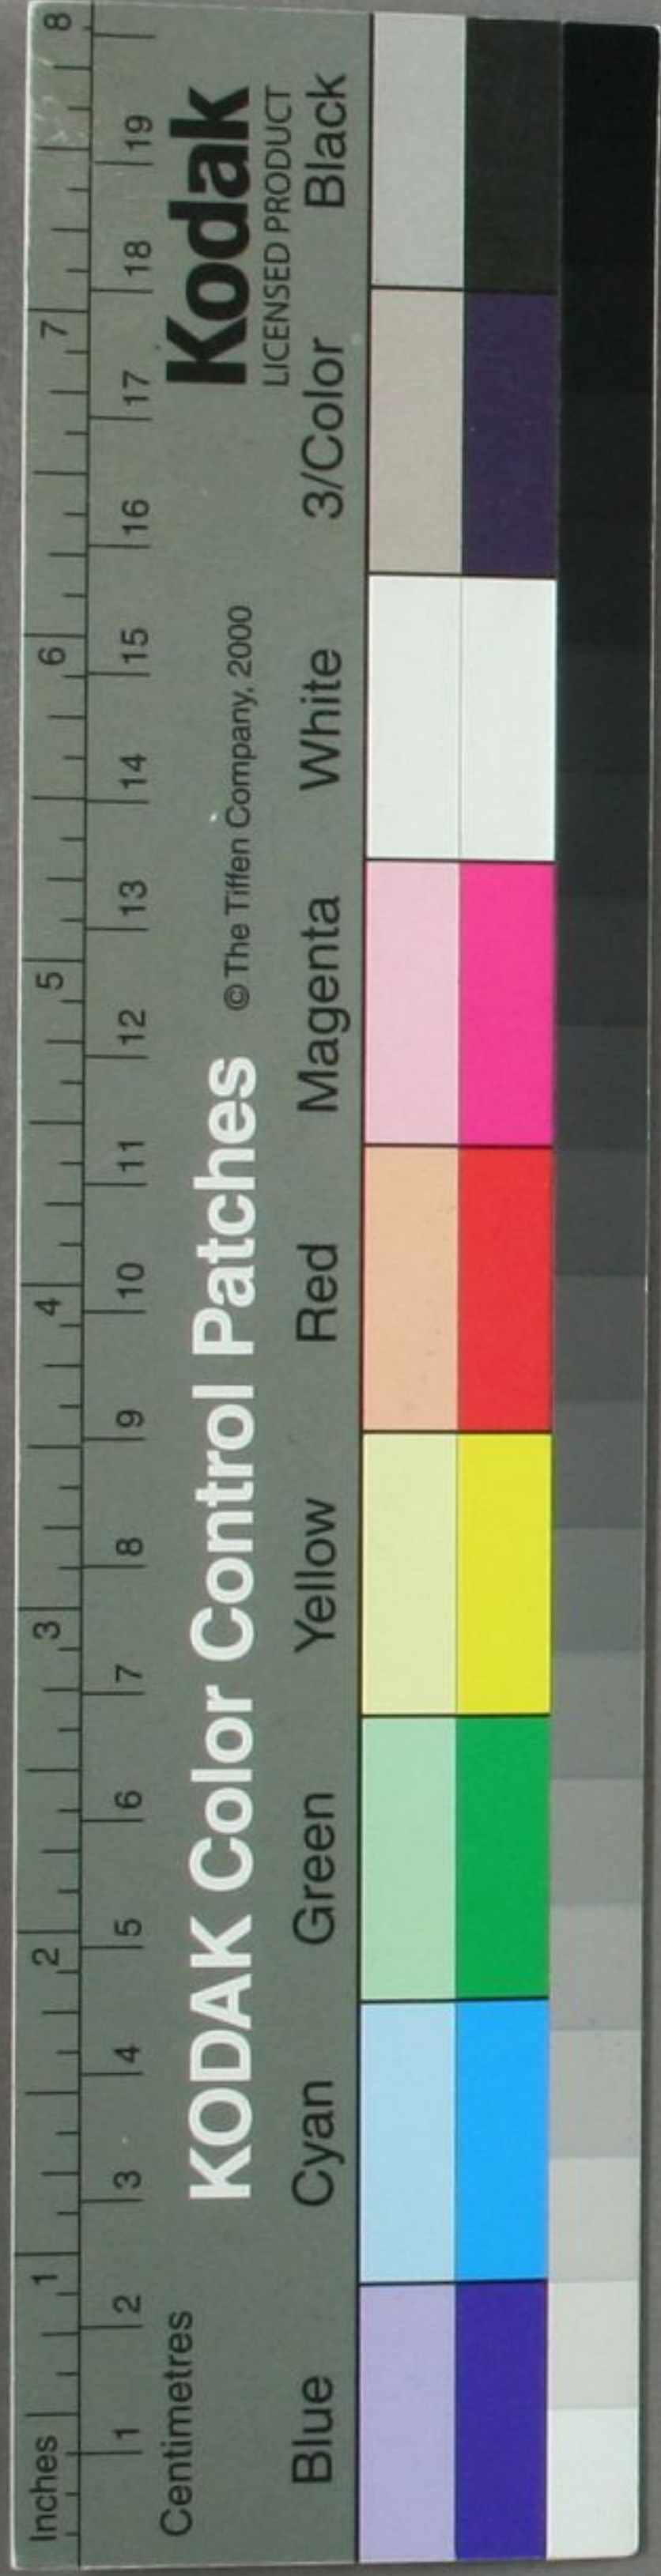 Inches 1 2 3 4 5 6 7 8
Centimetres 1 2 3 4 5 6 7 8 9 10 11 12 13 14 15 16 17 18 19
KODAK Color Control Patches © The Tiffen Company, 2000 Kodak
LICENSED PRODUCT
Blue Cyan Green Yellow Red Magenta White 3/Color Black